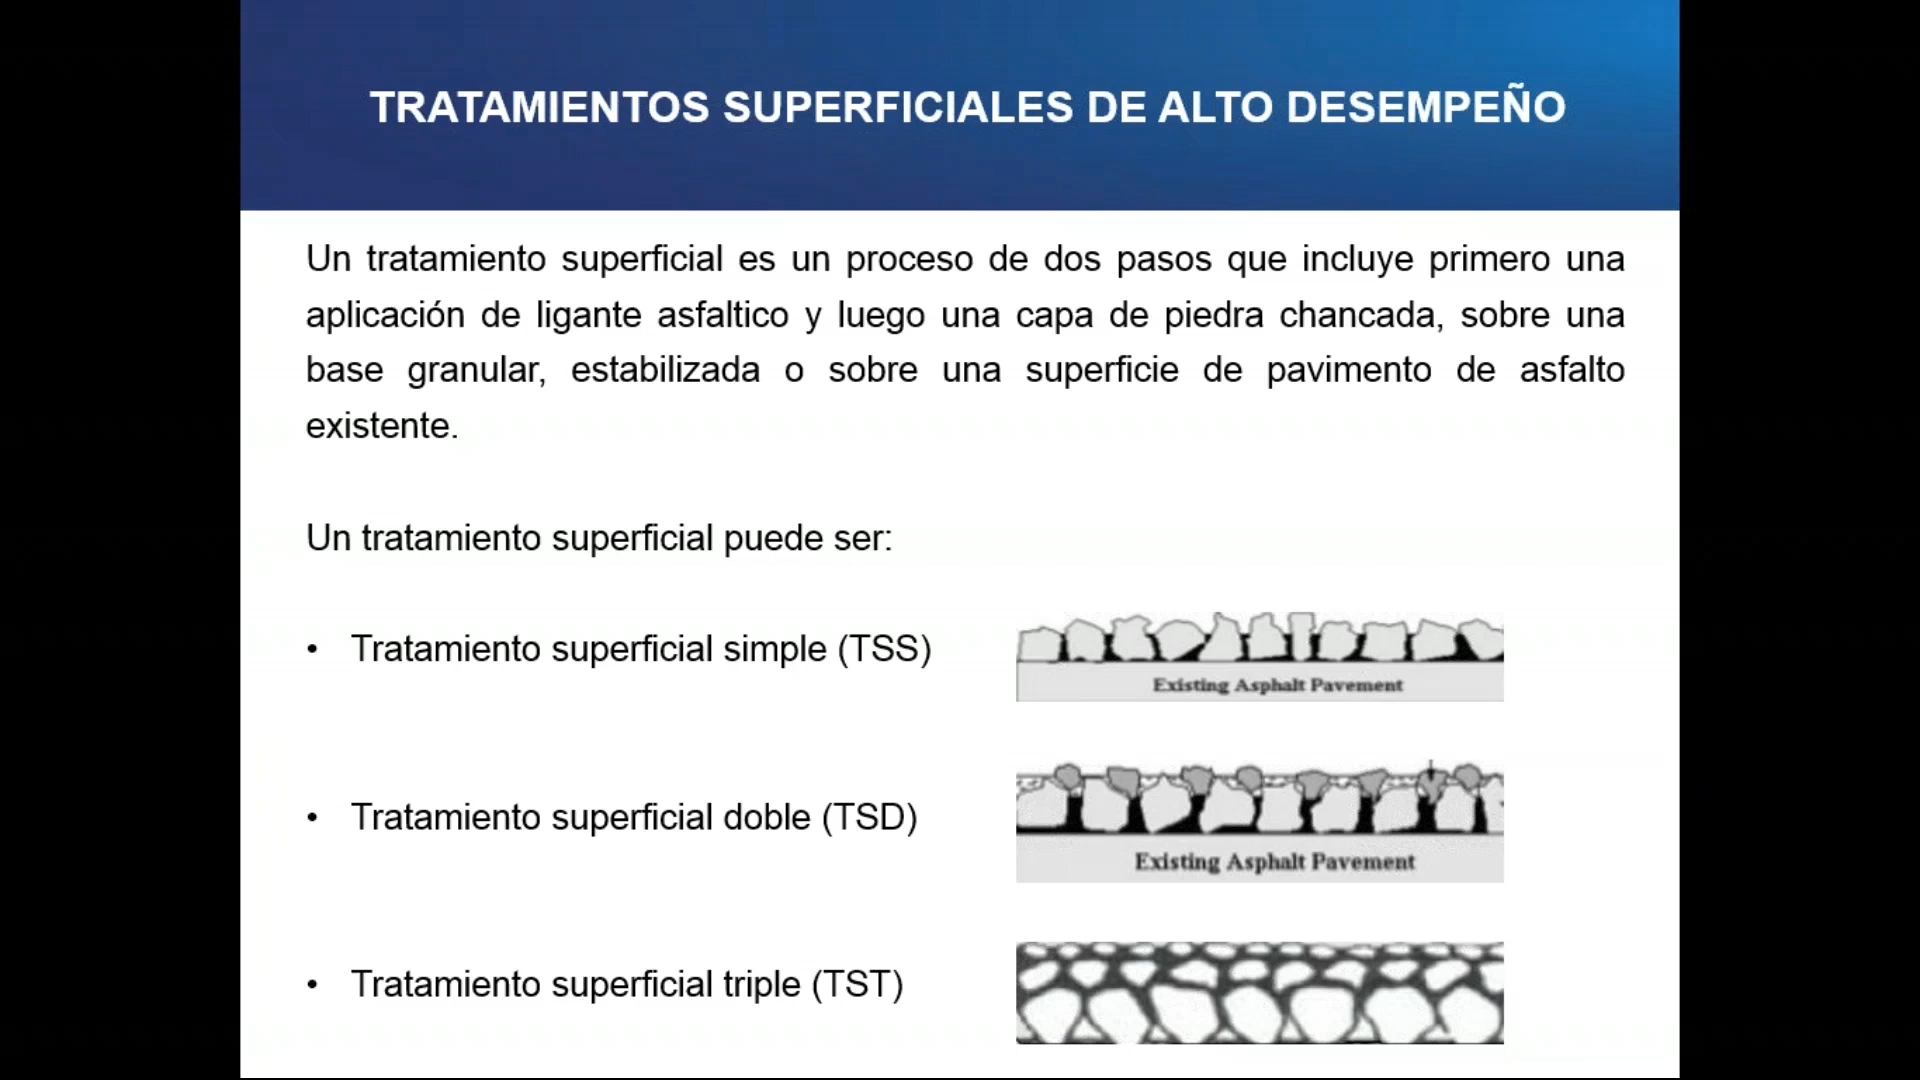 TRATAMIENTOS SUPERFICIALES DE ALTO DESEMPEÑO
Un tratamiento superficial es un proceso de dos pasos que incluye primero una
aplicación de ligante asfaltico y luego una capa de piedra chancada, sobre una
base granular, estabilizada o sobre una superficie de pavimento de asfalto
existente.
Un tratamiento superficial puede ser:
• Tratamiento superficial simple (TSS)
Existing Asphalt Pavement
• Tratamiento superficial doble (TSD)
Existing Asphalt Pavement
• Tratamiento superficial triple (TST)